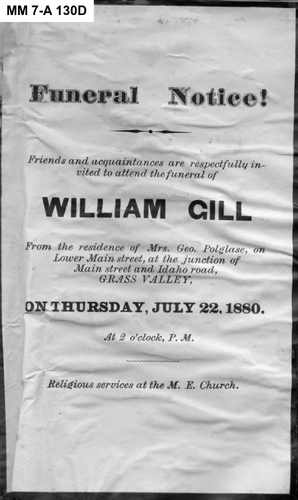 MM 7-A 130D
Funeral Notice!
Friends and acquaintances are respectfully in-
vited to attend the funeral of
WILLIAM GILL
From the residence of Mrs. Geo. Polglase, on
Lower Main street, at the junction of
Main street and Idaho road,
GRASS VALLEY,
ON THURSDAY, JULY 22, 1880.
At 2 o'clock, P. M.
Religious services at the M. E. Church.